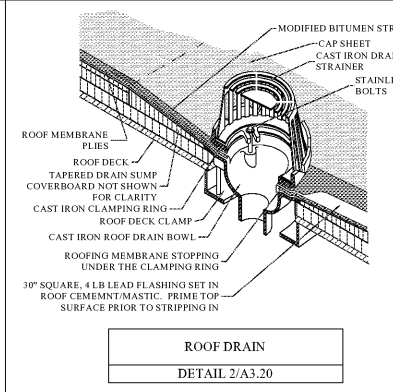 MODIFIED BITUMEN
CAP SHEET
CAST IRON
STRAINER
BOLTS
ROOF MEMBRANE
PLIES
ROOF DECK
TAPERED DRAIN SUMP
COVERBOARD NOT SHOWN
FOR CLARITY
CAST IRON CLAMPING RING
ROOF DECK CLAMP
CAST IRON ROOF DRAIN BOWL
ROOFING MEMBRANE STOPPING
UNDER THE CLAMPING RING
30" SQUARE, 4 LB LEAD FLASHING SET IN
ROOF CEMEMNT/MASTIC. PRIME TOP
SURFACE PRIOR TO STRIPPING IN
ROOF DRAIN
DETAIL 2/A3.20